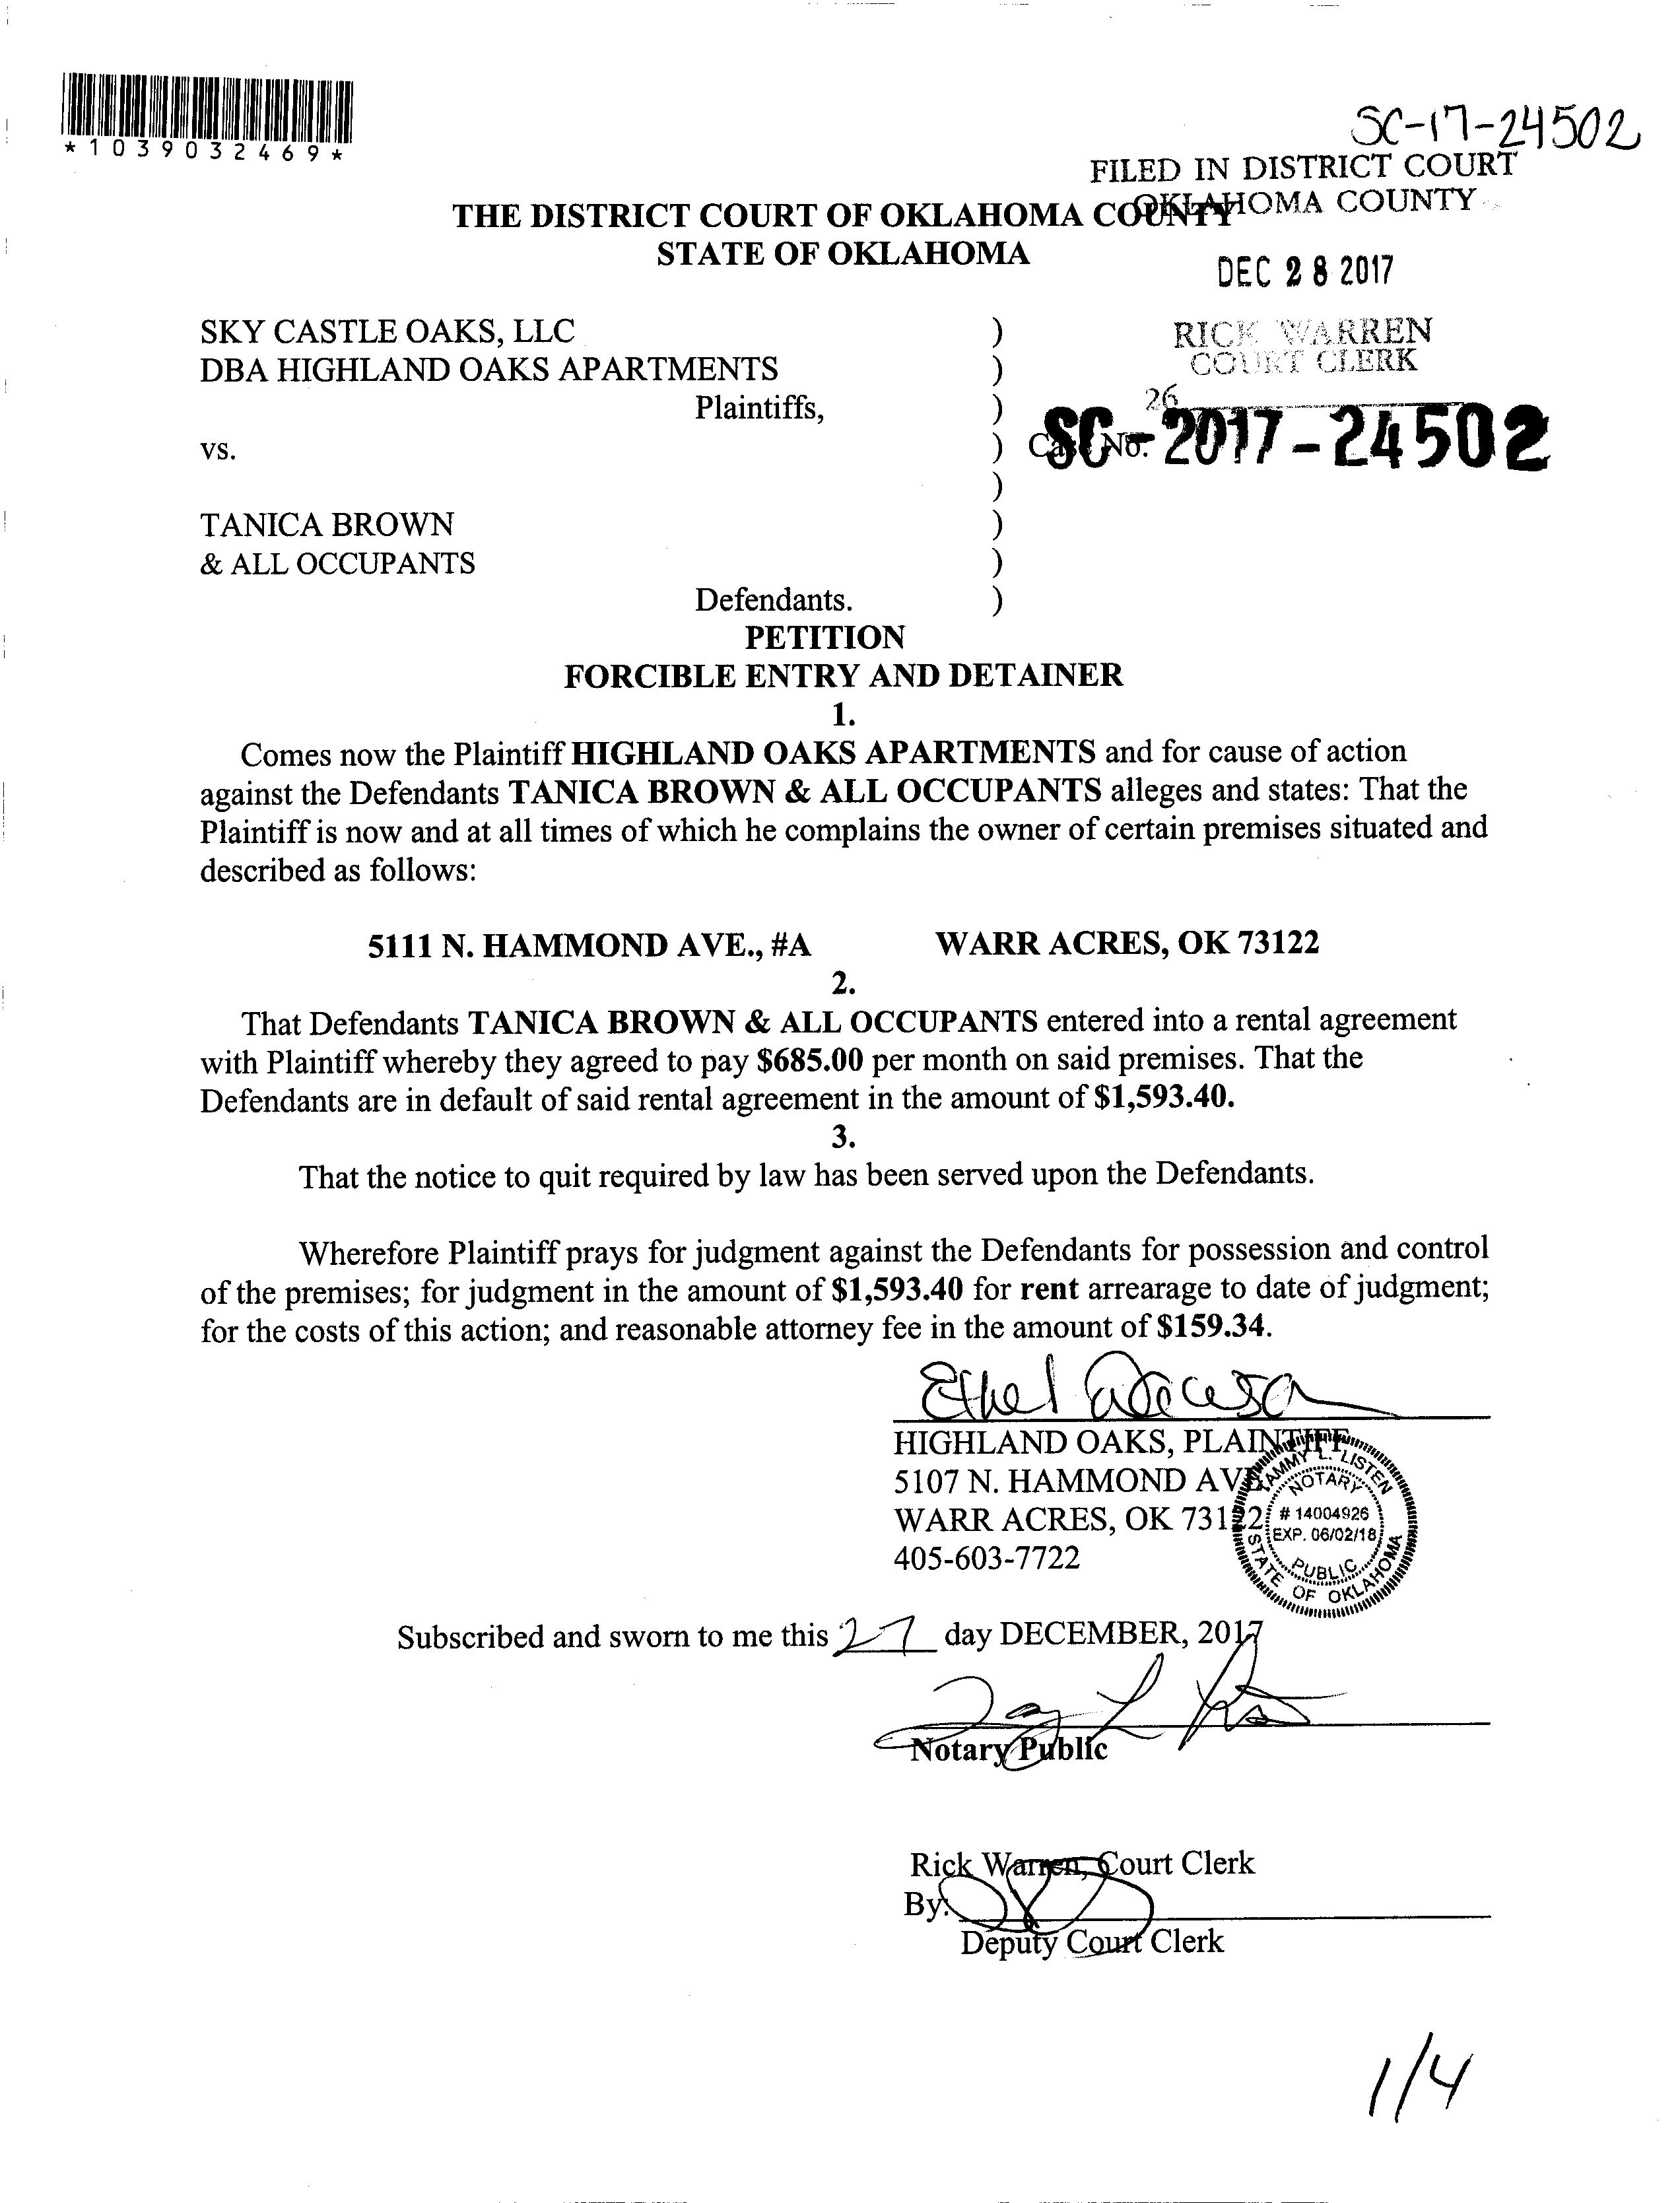 *1039032469*
SC-17-24502
FILED IN DISTRICT COURT
OKLAHOMA COUNTY
THE DISTRICT COURT OF OKLAHOMA COUNTY
STATE OF OKLAHOMA
DEC 28 2017
SKY CASTLE OAKS, LLC )
DBA HIGHLAND OAKS APARTMENTS )
RICK WARREN
COURT CLERK
Plaintiffs, )
26
vs. ) Case No.
SC-2017-24502
)
TANICA BROWN )
& ALL OCCUPANTS )
Defendants. )
PETITION
FORCIBLE ENTRY AND DETAINER
1.
Comes now the Plaintiff HIGHLAND OAKS APARTMENTS and for cause of action
against the Defendants TANICA BROWN & ALL OCCUPANTS alleges and states: That the
Plaintiff is now and at all times of which he complains the owner of certain premises situated and
described as follows:
5111 N. HAMMOND AVE., #A WARR ACRES, OK 73122
2.
That Defendants TANICA BROWN & ALL OCCUPANTS entered into a rental agreement
with Plaintiff whereby they agreed to pay $685.00 per month on said premises. That the
Defendants are in default of said rental agreement in the amount of $1,593.40.
3.
That the notice to quit required by law has been served upon the Defendants.
Wherefore Plaintiff prays for judgment against the Defendants for possession and control
of the premises; for judgment in the amount of $1,593.40 for rent arrearage to date of judgment;
for the costs of this action; and reasonable attorney fee in the amount of $159.34.
Ethel
HIGHLAND OAKS, PLAINTIFF
5107 N. HAMMOND AVE
WARR ACRES, OK 73122
405-603-7722
TAMMY L. LISTEN
NOTARY
# 14004926
EXP. 06/02/18
PUBLIC
STATE OF OKLAHOMA
Subscribed and sworn to me this 27 day DECEMBER, 2017
Notary Public
Rick Warren, Court Clerk
By:
Deputy Court Clerk
1/4